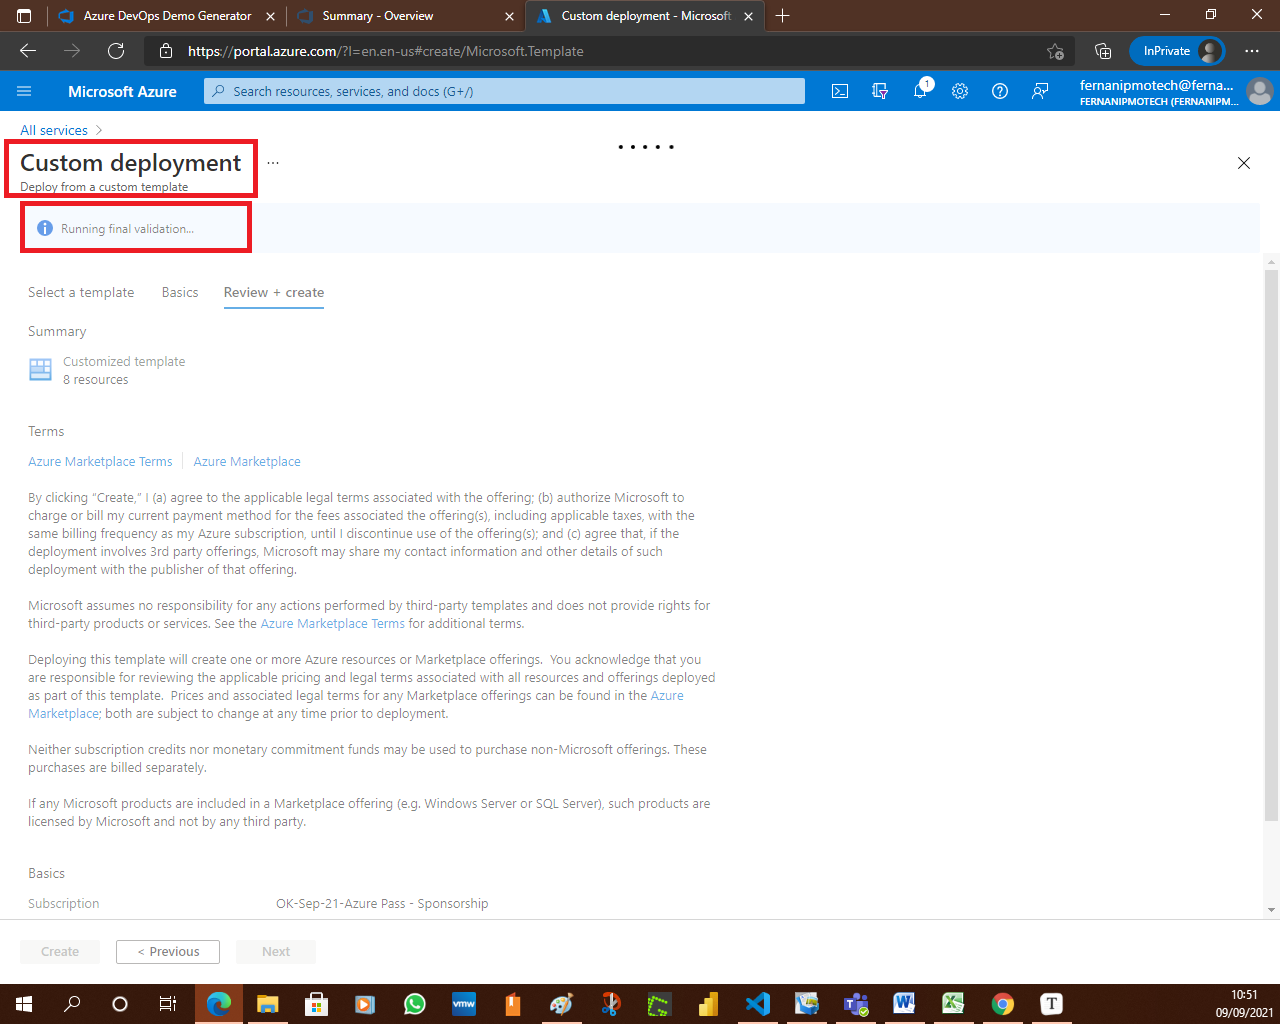 Azure DevOps Demo Generator
Summary - Overview
Custom deployment - Microsoft
https://portal.azure.com/?l=en.en-us#create/Microsoft.Template
InPrivate
Microsoft Azure
Search resources, services, and docs (G+/)
1
fernanipmotech@ferna...
FERNANIPMOTECH (FERNANIPM...
All services
Custom deployment
...
Deploy from a custom template
Running final validation...
Select a template
Basics
Review + create
Summary
Customized template
8 resources
Terms
Azure Marketplace Terms
Azure Marketplace
By clicking “Create,” I (a) agree to the applicable legal terms associated with the offering; (b) authorize Microsoft to
charge or bill my current payment method for the fees associated the offering(s), including applicable taxes, with the
same billing frequency as my Azure subscription, until I discontinue use of the offering(s); and (c) agree that, if the
deployment involves 3rd party offerings, Microsoft may share my contact information and other details of such
deployment with the publisher of that offering.
Microsoft assumes no responsibility for any actions performed by third-party templates and does not provide rights for
third-party products or services. See the Azure Marketplace Terms for additional terms.
Deploying this template will create one or more Azure resources or Marketplace offerings.  You acknowledge that you
are responsible for reviewing the applicable pricing and legal terms associated with all resources and offerings deployed
as part of this template.  Prices and associated legal terms for any Marketplace offerings can be found in the Azure
Marketplace; both are subject to change at any time prior to deployment.
Neither subscription credits nor monetary commitment funds may be used to purchase non-Microsoft offerings. These
purchases are billed separately.
If any Microsoft products are included in a Marketplace offering (e.g. Windows Server or SQL Server), such products are
licensed by Microsoft and not by any third party.
Basics
Subscription
OK-Sep-21-Azure Pass - Sponsorship
Create
< Previous
Next
vmw
T
10:51
09/09/2021